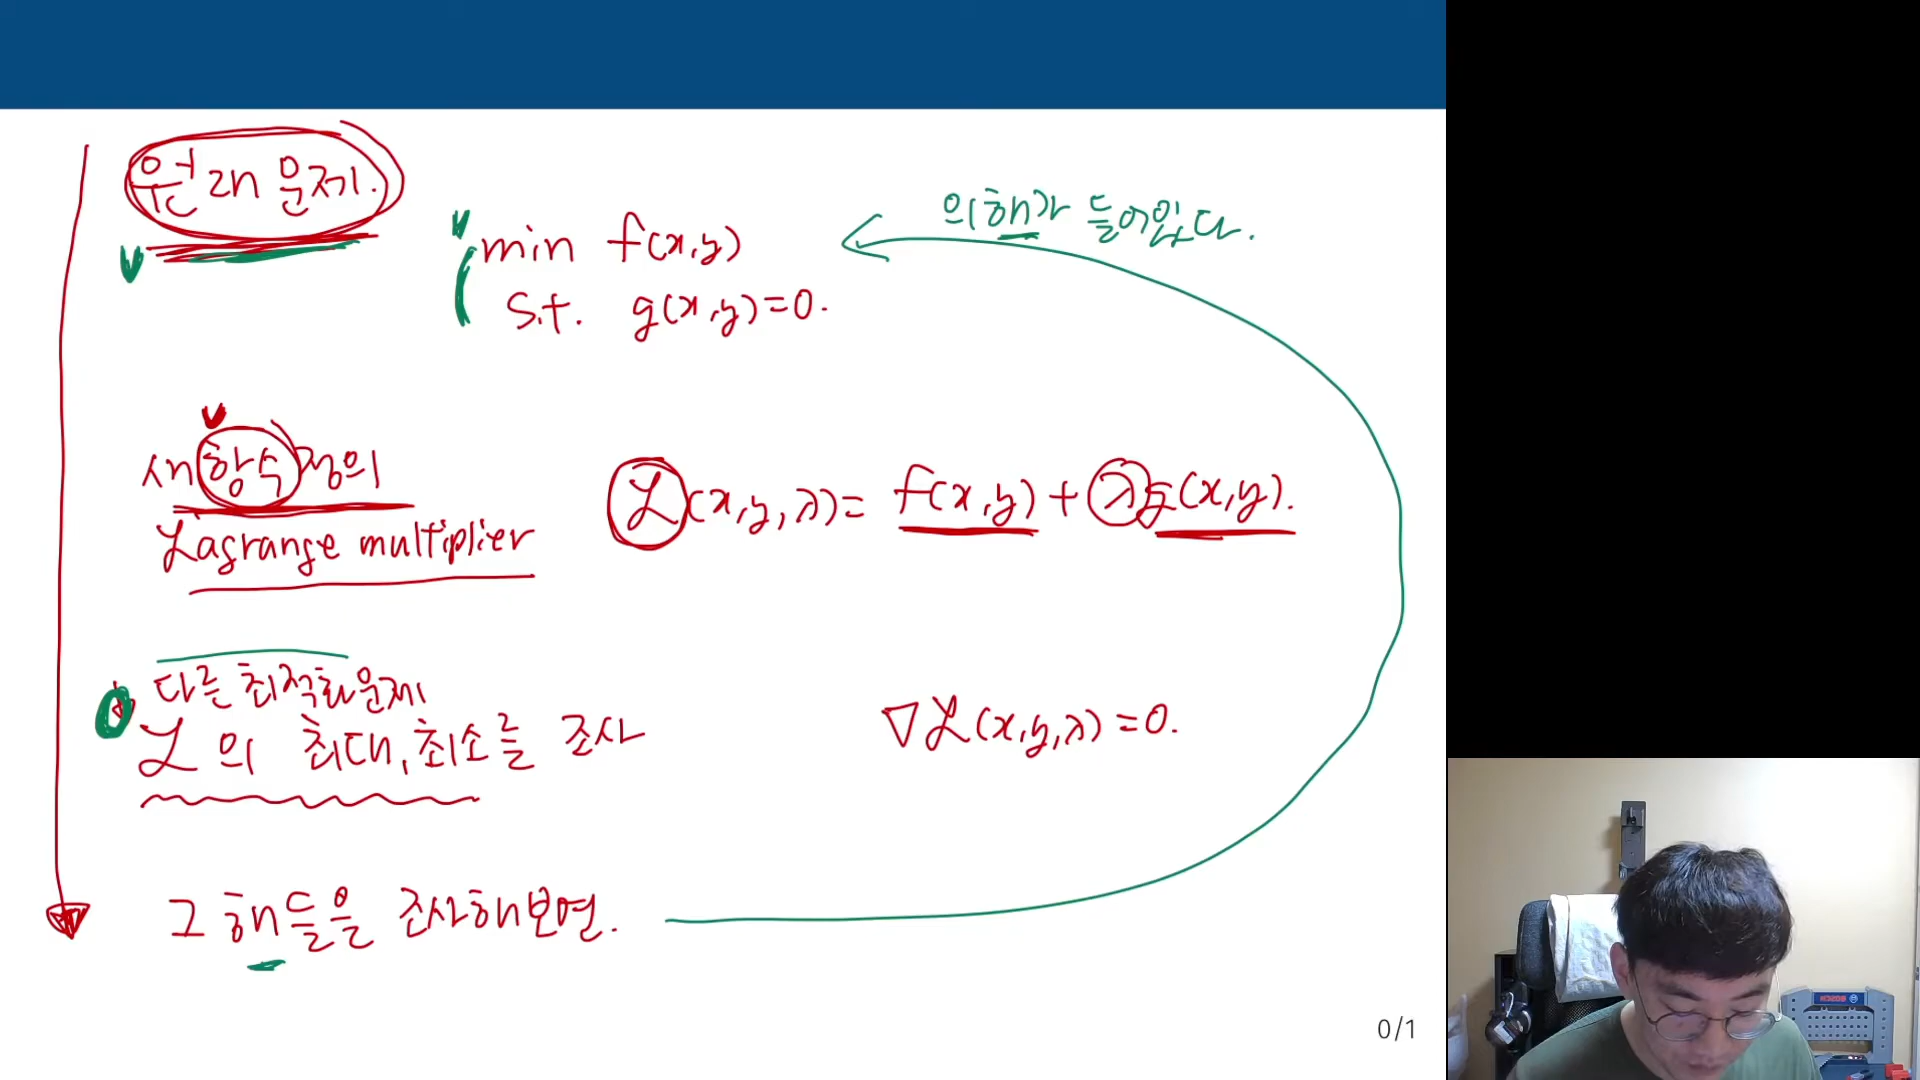 원래 문제.
min f(x,y)
s.t. g(x,y)=0.
의 해가 들어있다.
새 함수 정의
Lagrange multiplier
ℒ(x,y,λ)= f(x,y) + λg(x,y).
다른 최적화문제
ℒ의 최대, 최소를 조사
∇ℒ(x,y,λ)=0.
그 해들을 조사해보면.
0/1
BOSCH